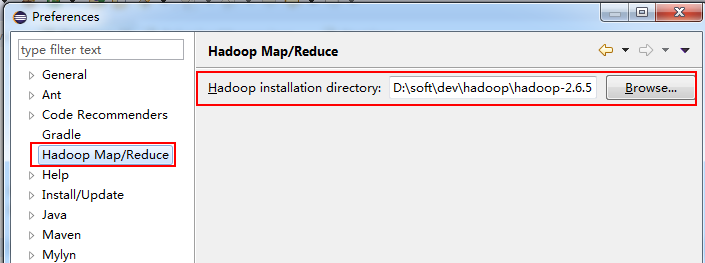 Preferences
type filter text
Hadoop Map/Reduce
General
Hadoop installation directory: D:\soft\dev\hadoop\hadoop-2.6.5 Browse...
Ant
Code Recommenders
Gradle
Hadoop Map/Reduce
Help
Install/Update
Java
Maven
Mylyn